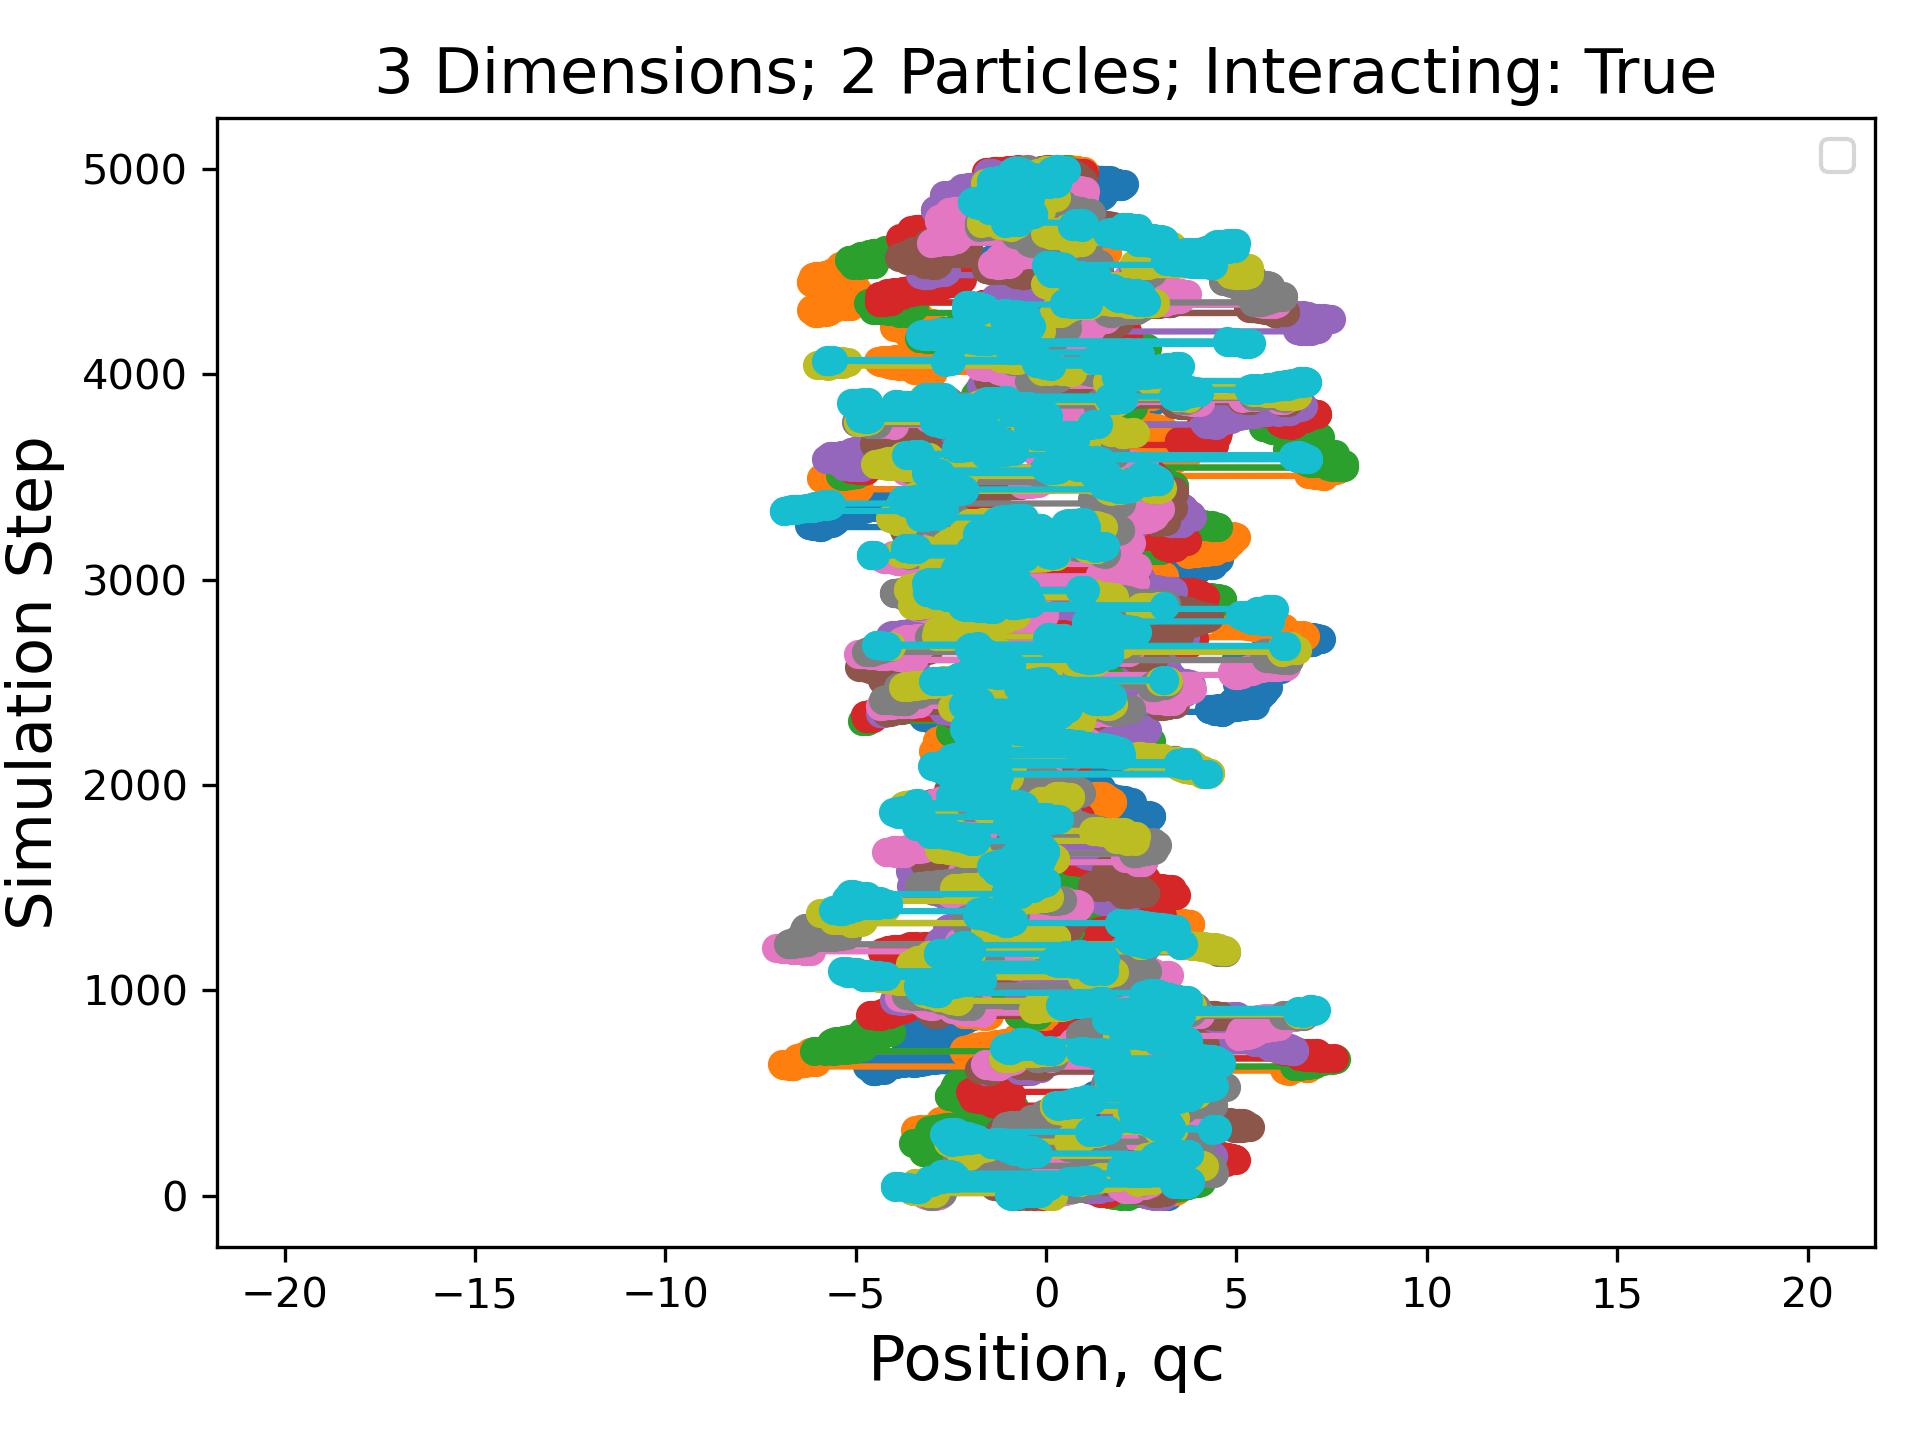 3 Dimensions; 2 Particles; Interacting: True
Simulation Step
5000
4000
3000
2000
1000
0
−20 −15 −10 −5 0 5 10 15 20
Position, qc